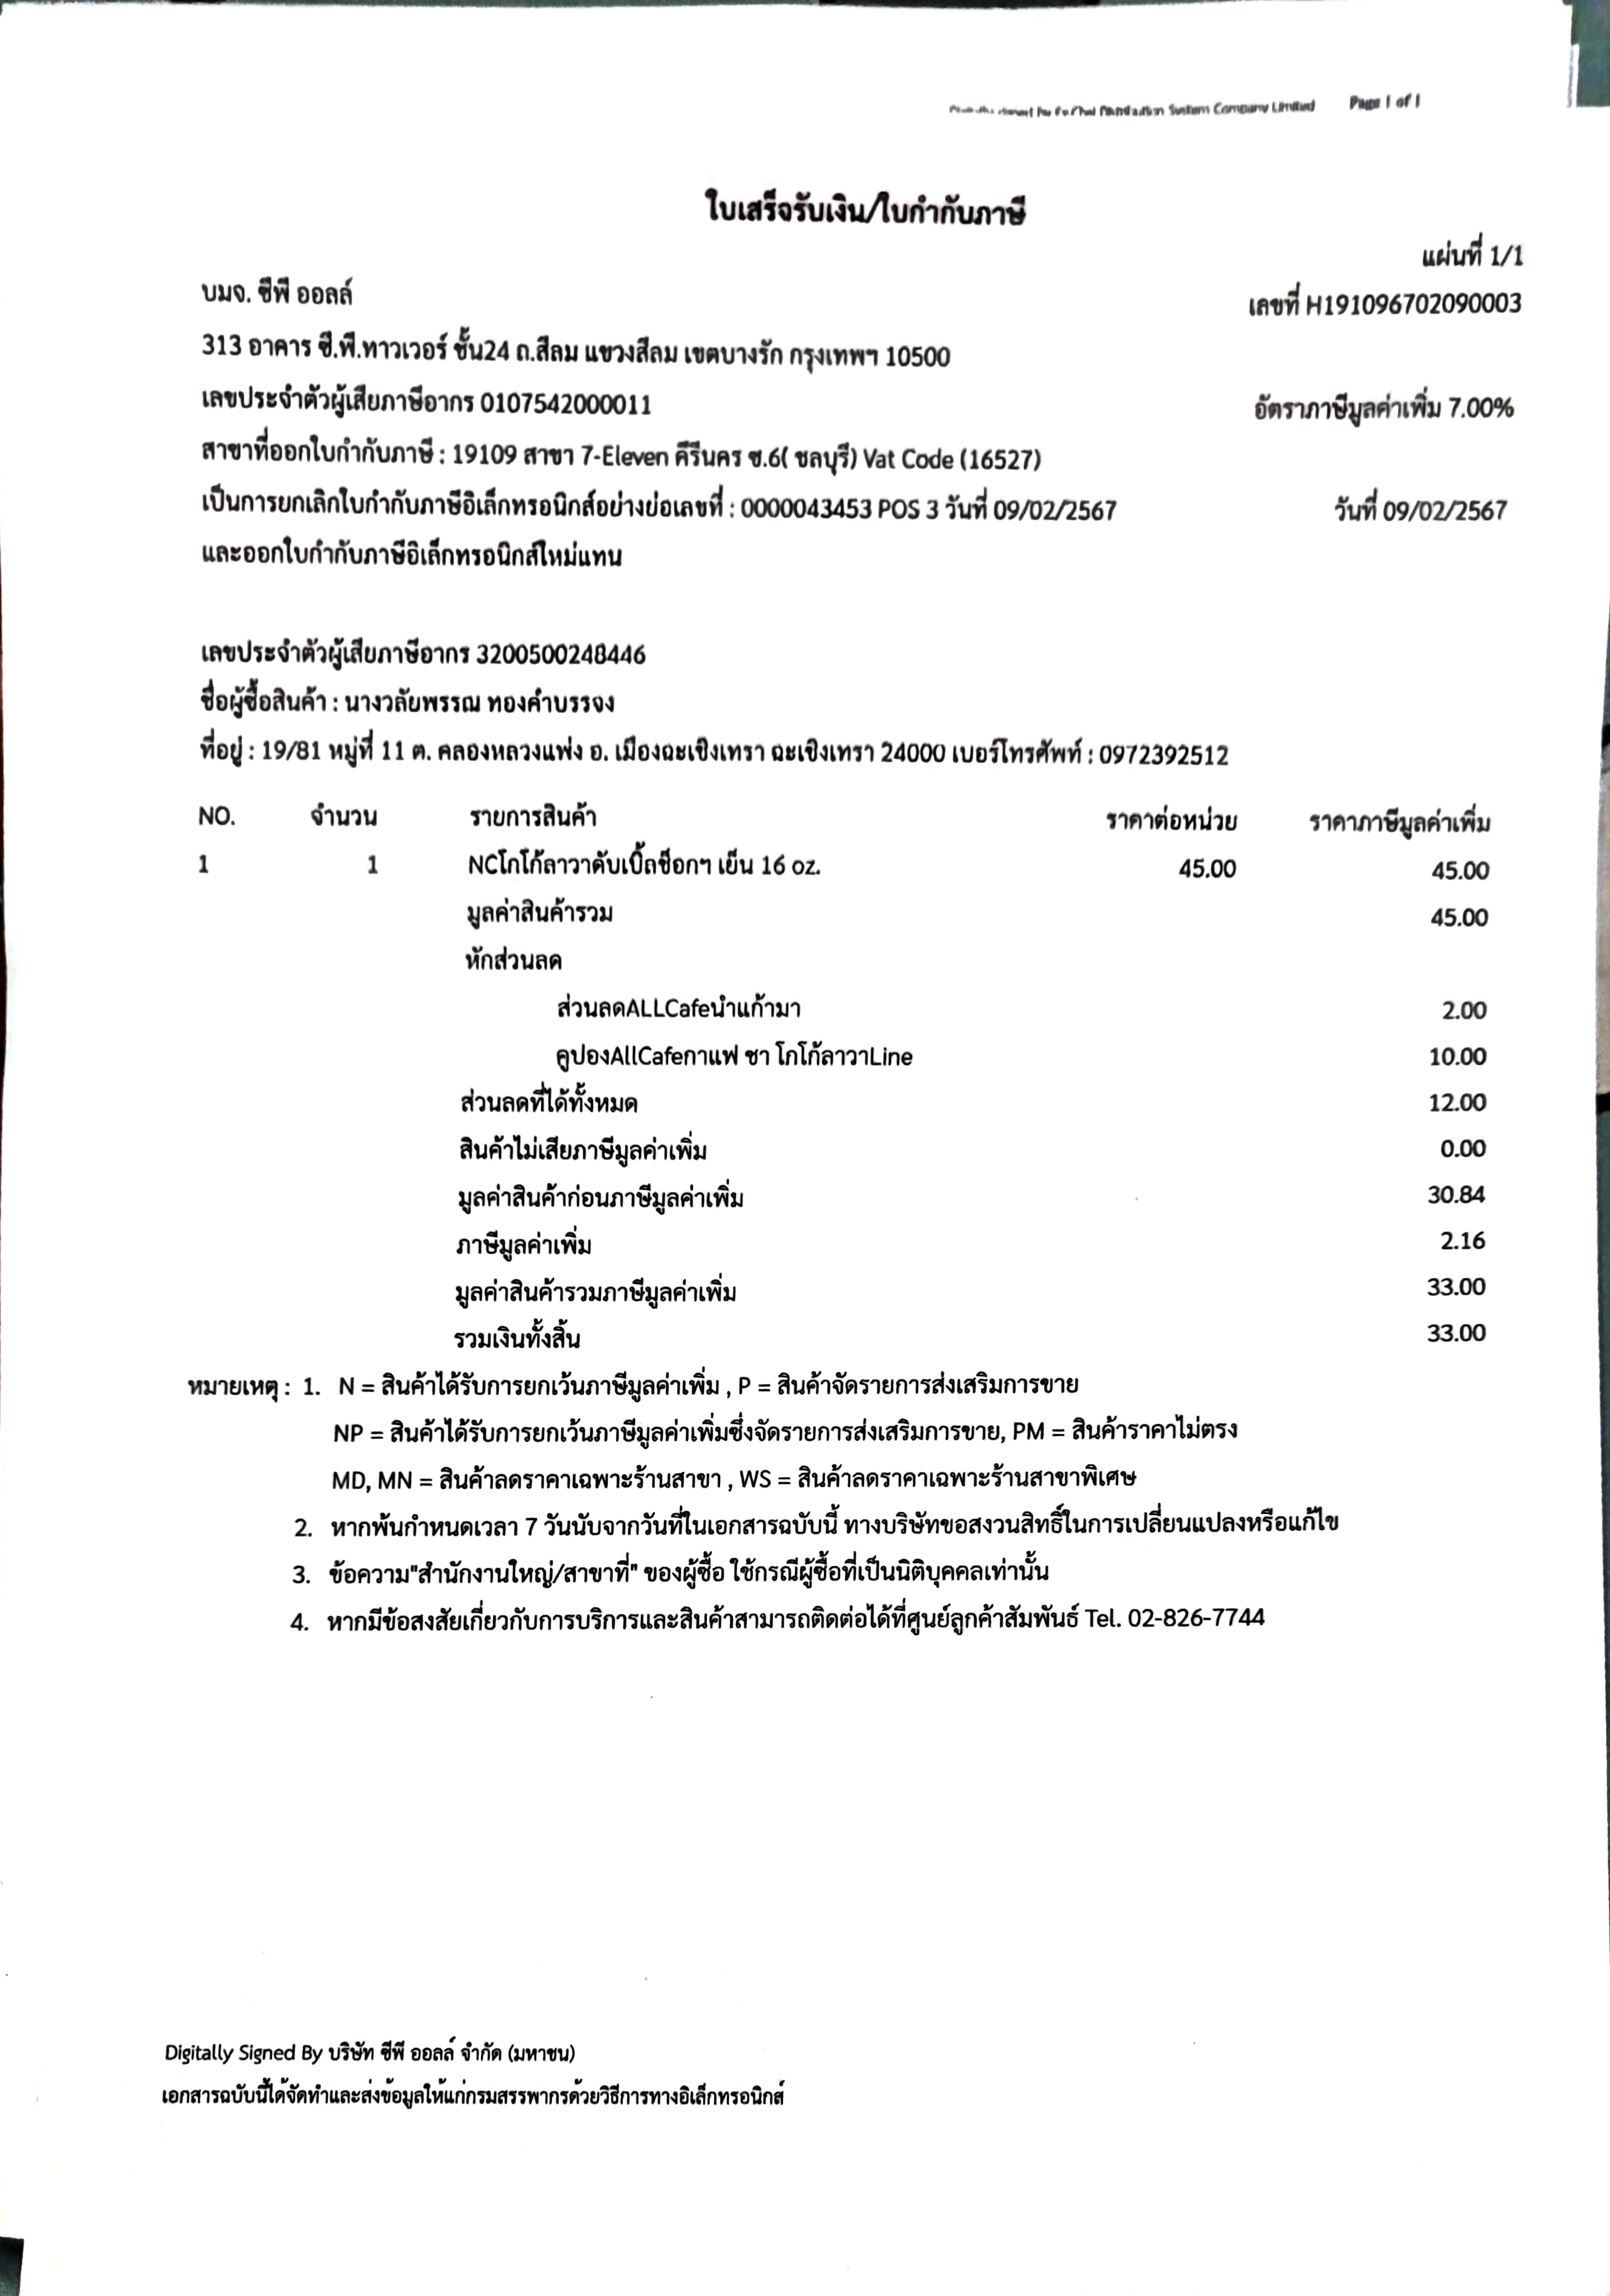 System Company Limited Page 1 of 1
ใบเสร็จรับเงิน/ใบกำกับภาษี
แผ่นที่ 1/1
บมจ. ซีพี ออลล์
เลขที่ H191096702090003
313 อาคาร ซี.พี.ทาวเวอร์ ชั้น24 ถ.สีลม แขวงสีลม เขตบางรัก กรุงเทพฯ 10500
เลขประจำตัวผู้เสียภาษีอากร 0107542000011 อัตราภาษีมูลค่าเพิ่ม 7.00%
สาขาที่ออกใบกำกับภาษี : 19109 สาขา 7-Eleven คีรีนคร ซ.6( ชลบุรี) Vat Code (16527)
เป็นการยกเลิกใบกำกับภาษีอิเล็กทรอนิกส์อย่างย่อเลขที่ : 0000043453 POS 3 วันที่ 09/02/2567 วันที่ 09/02/2567
และออกใบกำกับภาษีอิเล็กทรอนิกส์ใหม่แทน
เลขประจำตัวผู้เสียภาษีอากร 3200500248446
ชื่อผู้ซื้อสินค้า : นางวลัยพรรณ ทองคำบรรจง
ที่อยู่ : 19/81 หมู่ที่ 11 ต. คลองหลวงแพ่ง อ. เมืองฉะเชิงเทรา ฉะเชิงเทรา 24000 เบอร์โทรศัพท์ : 0972392512
NO. จำนวน รายการสินค้า ราคาต่อหน่วย ราคาภาษีมูลค่าเพิ่ม
1 1 NCโกโก้ลาวาดับเบิ้ลช็อกฯ เย็น 16 oz. 45.00 45.00
มูลค่าสินค้ารวม 45.00
หักส่วนลด
ส่วนลดALLCafeนำแก้วมา 2.00
คูปองAllCafeกาแฟ ชา โกโก้ลาวาLine 10.00
ส่วนลดที่ได้ทั้งหมด 12.00
สินค้าไม่เสียภาษีมูลค่าเพิ่ม 0.00
มูลค่าสินค้าก่อนภาษีมูลค่าเพิ่ม 30.84
ภาษีมูลค่าเพิ่ม 2.16
มูลค่าสินค้ารวมภาษีมูลค่าเพิ่ม 33.00
รวมเงินทั้งสิ้น 33.00
หมายเหตุ : 1. N = สินค้าได้รับการยกเว้นภาษีมูลค่าเพิ่ม , P = สินค้าจัดรายการส่งเสริมการขาย
NP = สินค้าได้รับการยกเว้นภาษีมูลค่าเพิ่มซึ่งจัดรายการส่งเสริมการขาย, PM = สินค้าราคาไม่ตรง
MD, MN = สินค้าลดราคาเฉพาะร้านสาขา , WS = สินค้าลดราคาเฉพาะร้านสาขาพิเศษ
2. หากพ้นกำหนดเวลา 7 วันนับจากวันที่ในเอกสารฉบับนี้ ทางบริษัทขอสงวนสิทธิ์ในการเปลี่ยนแปลงหรือแก้ไข
3. ข้อความ"สำนักงานใหญ่/สาขาที่" ของผู้ซื้อ ใช้กรณีผู้ซื้อที่เป็นนิติบุคคลเท่านั้น
4. หากมีข้อสงสัยเกี่ยวกับการบริการและสินค้าสามารถติดต่อได้ที่ศูนย์ลูกค้าสัมพันธ์ Tel. 02-826-7744
Digitally Signed By บริษัท ซีพี ออลล์ จำกัด (มหาชน)
เอกสารฉบับนี้ได้จัดทำและส่งข้อมูลให้แก่กรมสรรพากรด้วยวิธีการทางอิเล็กทรอนิกส์